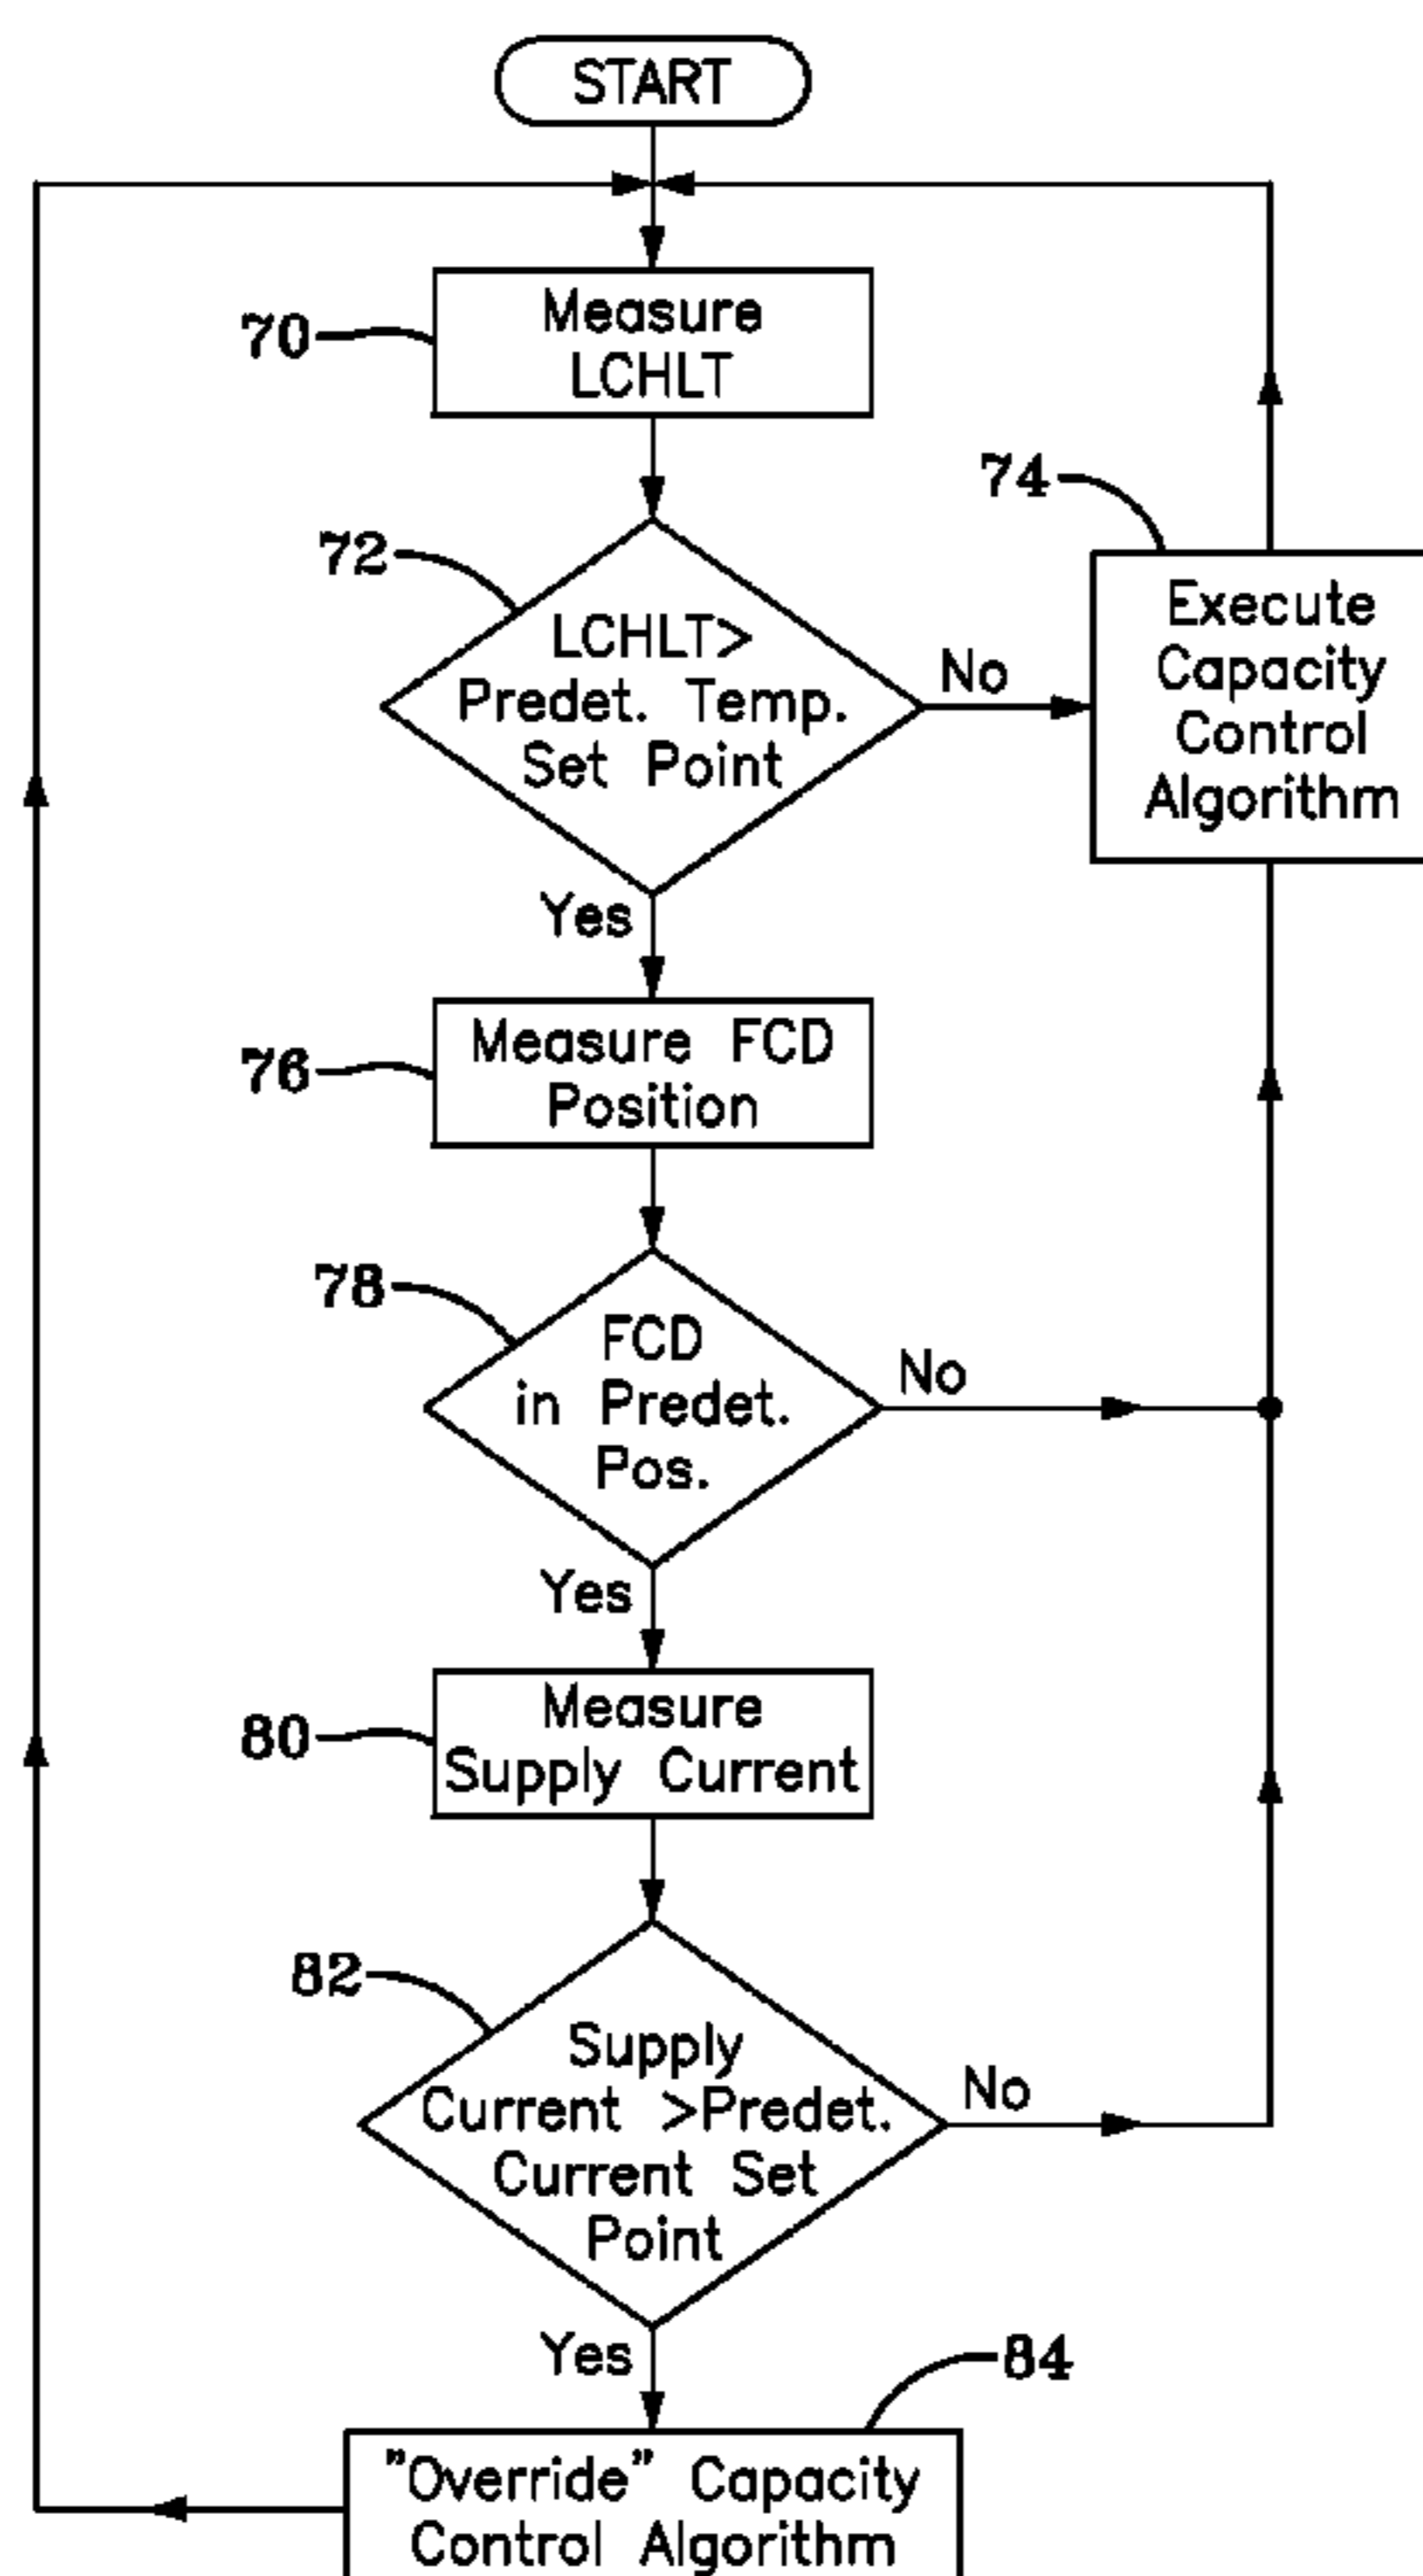 START
70
Measure
LCHLT
72
LCHLT>
Predet. Temp.
Set Point
No
74
Execute
Capacity
Control
Algorithm
Yes
76
Measure FCD
Position
78
FCD
in Predet.
Pos.
No
Yes
80
Measure
Supply Current
82
Supply
Current >Predet.
Current Set
Point
No
Yes
84
"Override" Capacity
Control Algorithm